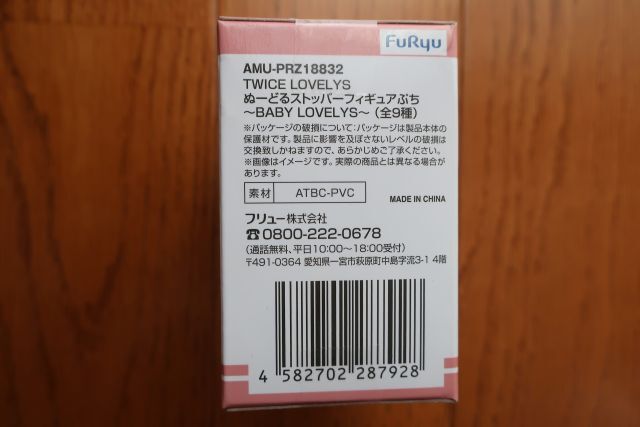 FuRyu
AMU-PRZ18832
TWICE LOVELYS
ぬーどるストッパーフィギュアぷち
～BABY LOVELYS～（全9種）
※パッケージの破損について:パッケージは製品本体の
保護材です。製品に影響を及ぼさないレベルの破損は
交換致しかねますので、あらかじめご了承ください。
※画像はイメージです。実際の商品とは異なる場合が
あります。
素材 ATBC-PVC
MADE IN CHINA
フリュー株式会社
☎0800-222-0678
（通話無料、平日10:00～18:00受付）
〒491-0364 愛知県一宮市萩原町中島字流3-1 4階
4 582702 287928